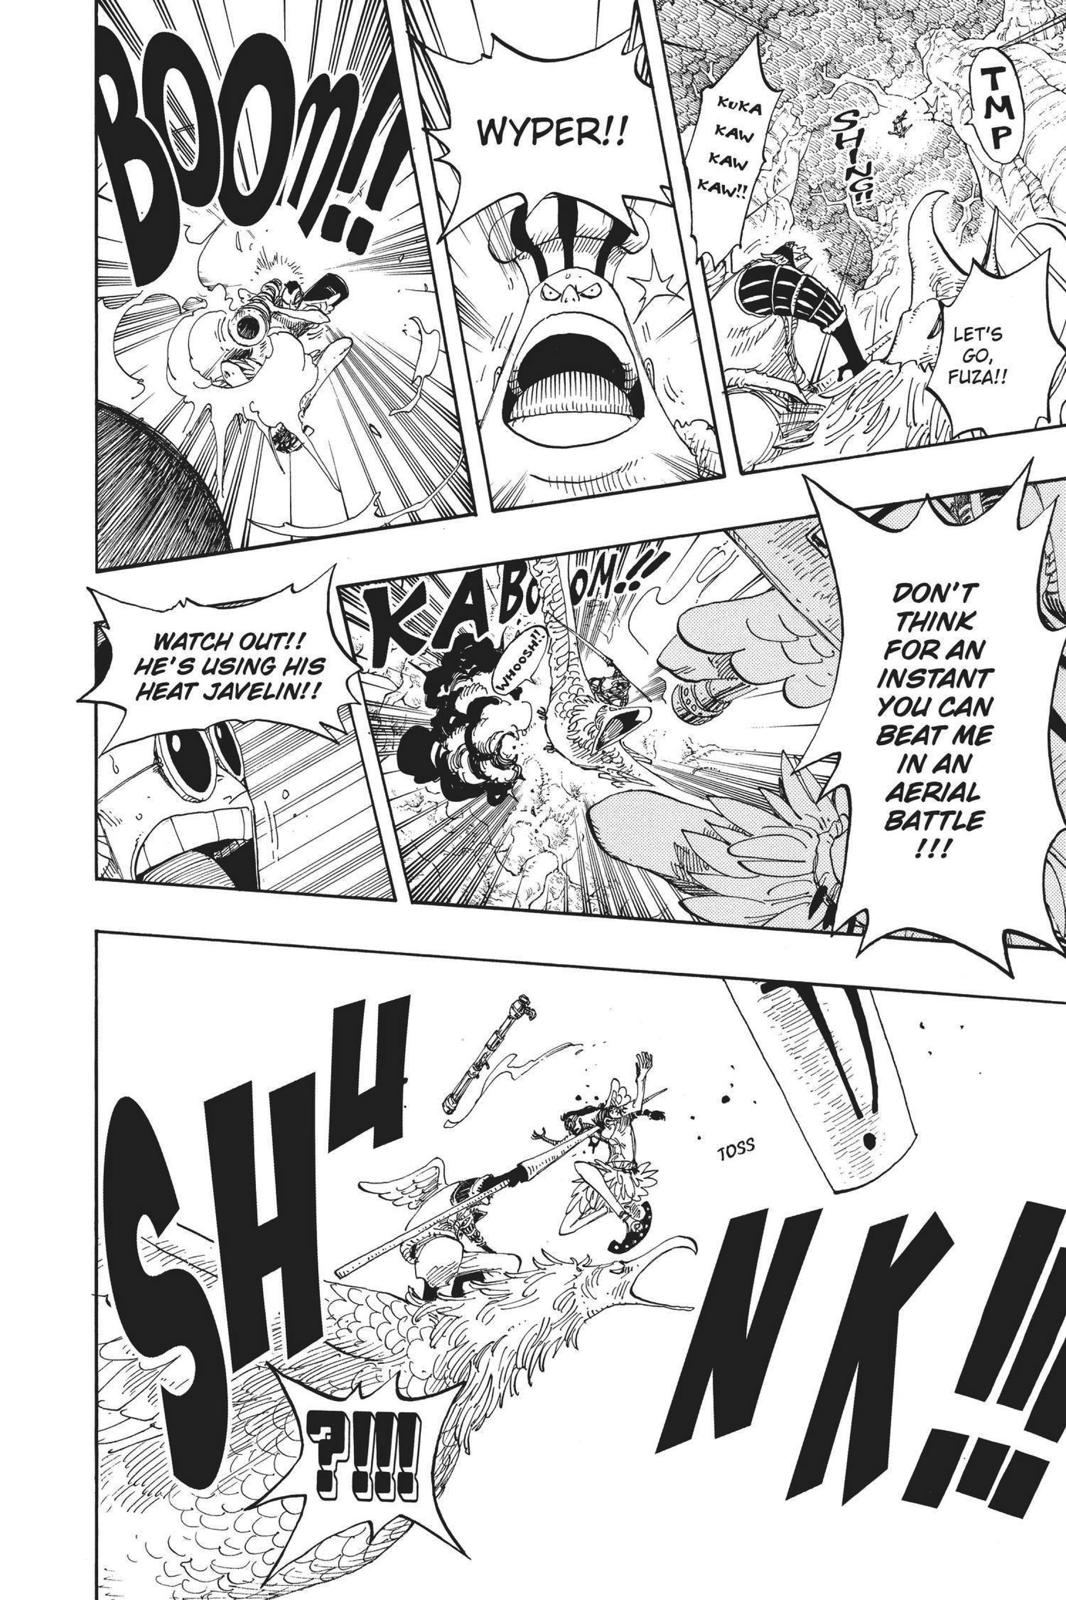 TMP
SHING!!
KUKA
KAW
KAW
KAW!!
LET'S
GO,
FUZA!!
WYPER!!
BOOM!!
DON'T
THINK
FOR AN
INSTANT
YOU CAN
BEAT ME
IN AN
AERIAL
BATTLE
!!!
KABOOM!!!
WHOOSH!!
WATCH OUT!!
HE'S USING HIS
HEAT JAVELIN!!
TOSS
SHUNK!!!
?!!!